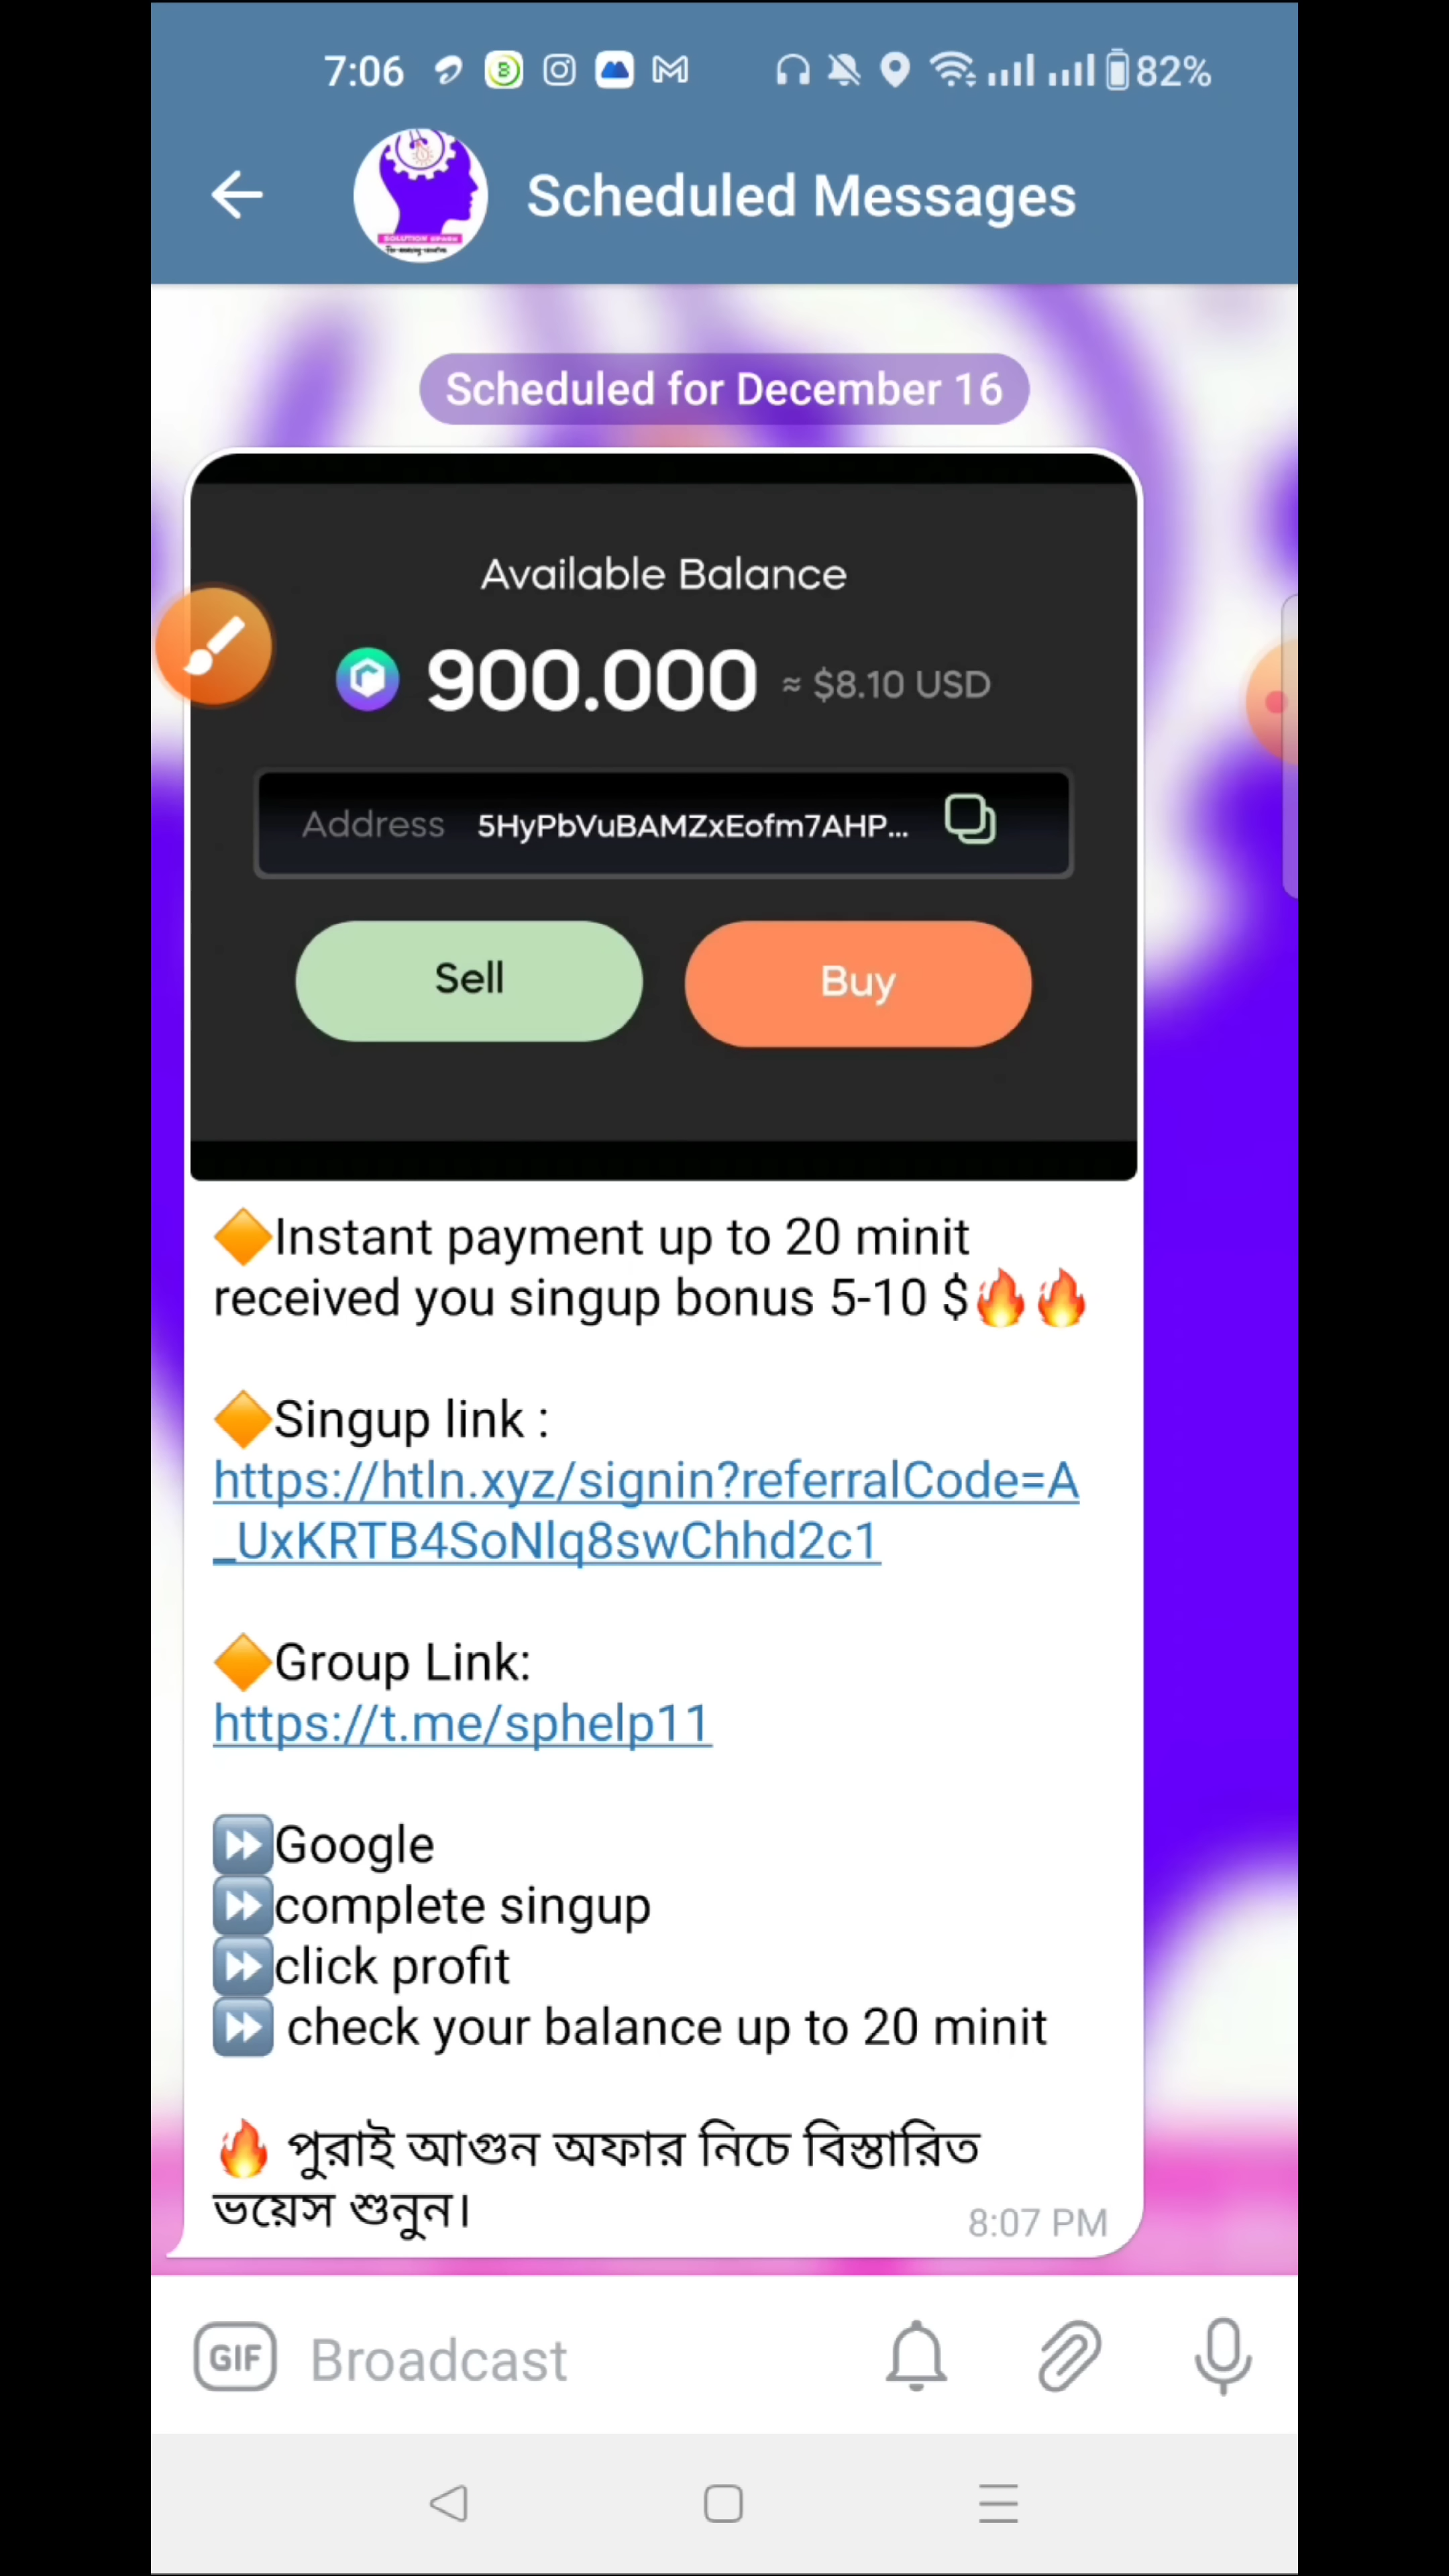 7:06
82%
Scheduled Messages
SOLUTION
Scheduled for December 16
Available Balance
900.000 ≈ $8.10 USD
Address 5HyPbVuBAMZxEofm7AHP...
Sell
Buy
🔶Instant payment up to 20 minit
received you singup bonus 5-10 $🔥🔥
🔶Singup link :
https://htln.xyz/signin?referralCode=A
_UxKRTB4SoNlq8swChhd2c1
🔶Group Link:
https://t.me/sphelp11
⏩Google
⏩complete singup
⏩click profit
⏩ check your balance up to 20 minit
🔥 পুরাই আগুন অফার নিচে বিস্তারিত
ভয়েস শুনুন।
8:07 PM
GIF Broadcast